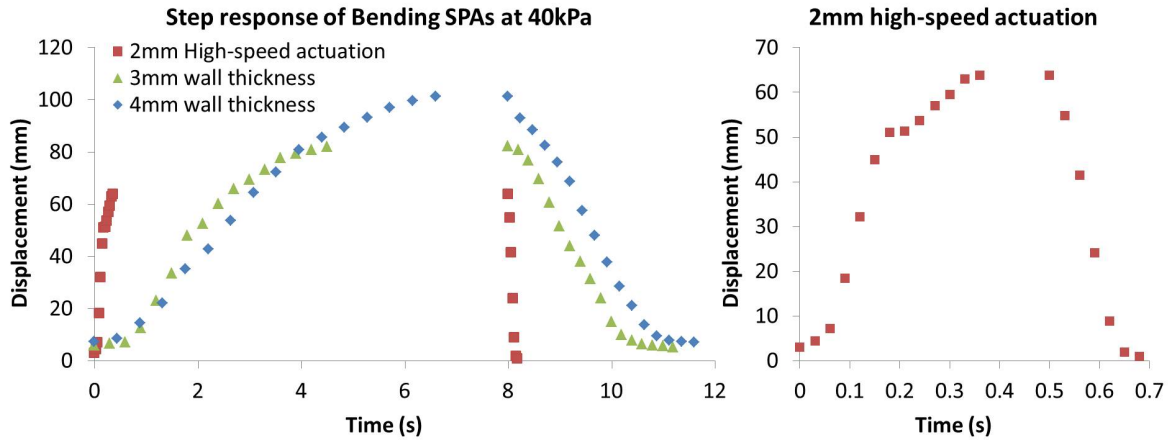 Step response of Bending SPAs at 40kPa
120
100
80
60
40
20
0
Displacement (mm)
2mm High-speed actuation
3mm wall thickness
4mm wall thickness
0 2 4 6 8 10 12
Time (s)
2mm high-speed actuation
70
60
50
40
30
20
10
0
Displacement (mm)
0 0.1 0.2 0.3 0.4 0.5 0.6 0.7
Time (s)